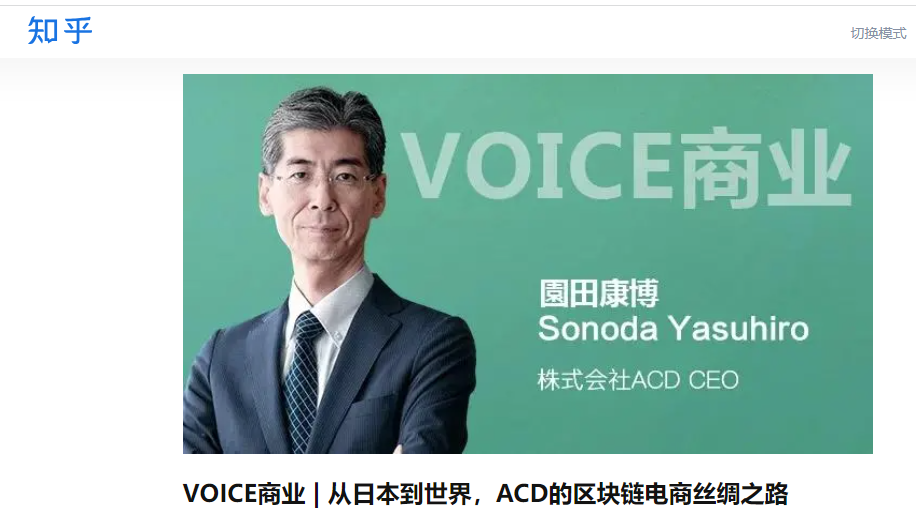 知乎
切换模式
VOICE商业
園田康博
Sonoda Yasuhiro
株式会社ACD CEO
VOICE商业 | 从日本到世界，ACD的区块链电商丝绸之路